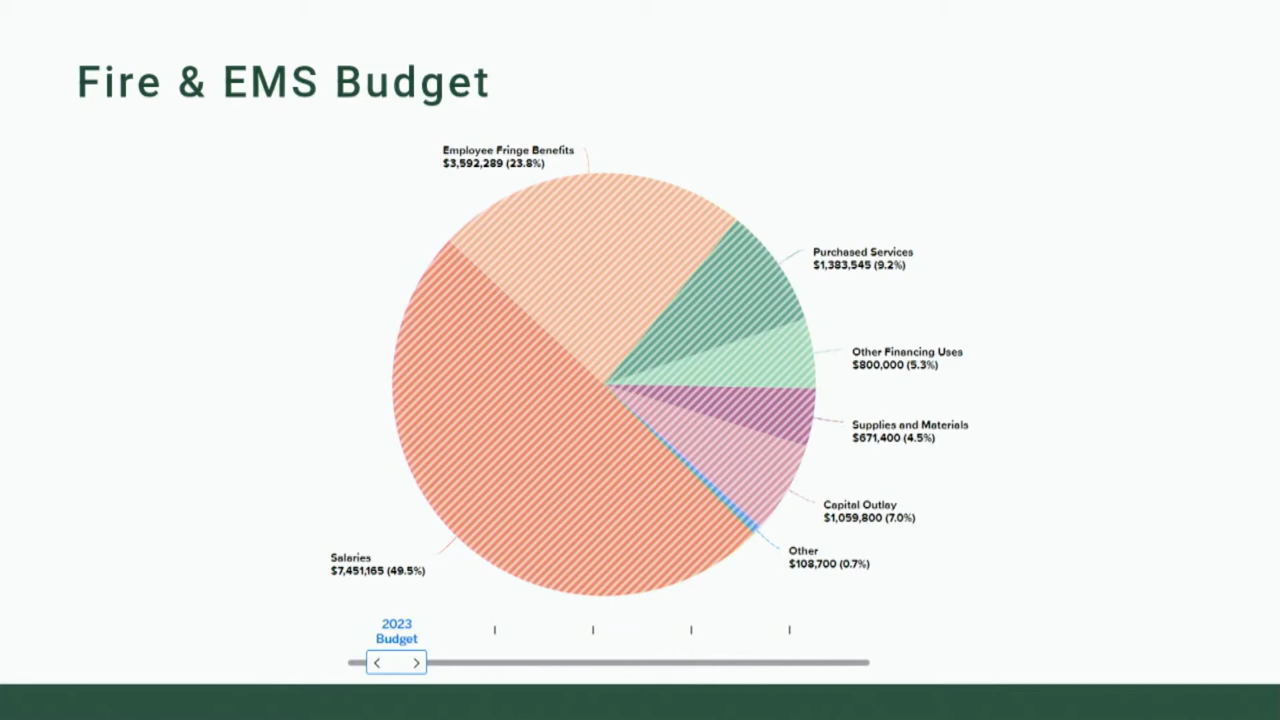 Fire & EMS Budget
Employee Fringe Benefits
$3,592,289 (23.8%)
Purchased Services
$1,383,545 (9.2%)
Other Financing Uses
$800,000 (5.3%)
Supplies and Materials
$671,400 (4.5%)
Capital Outlay
$1,059,800 (7.0%)
Other
$108,700 (0.7%)
Salaries
$7,451,165 (49.5%)
2023
Budget